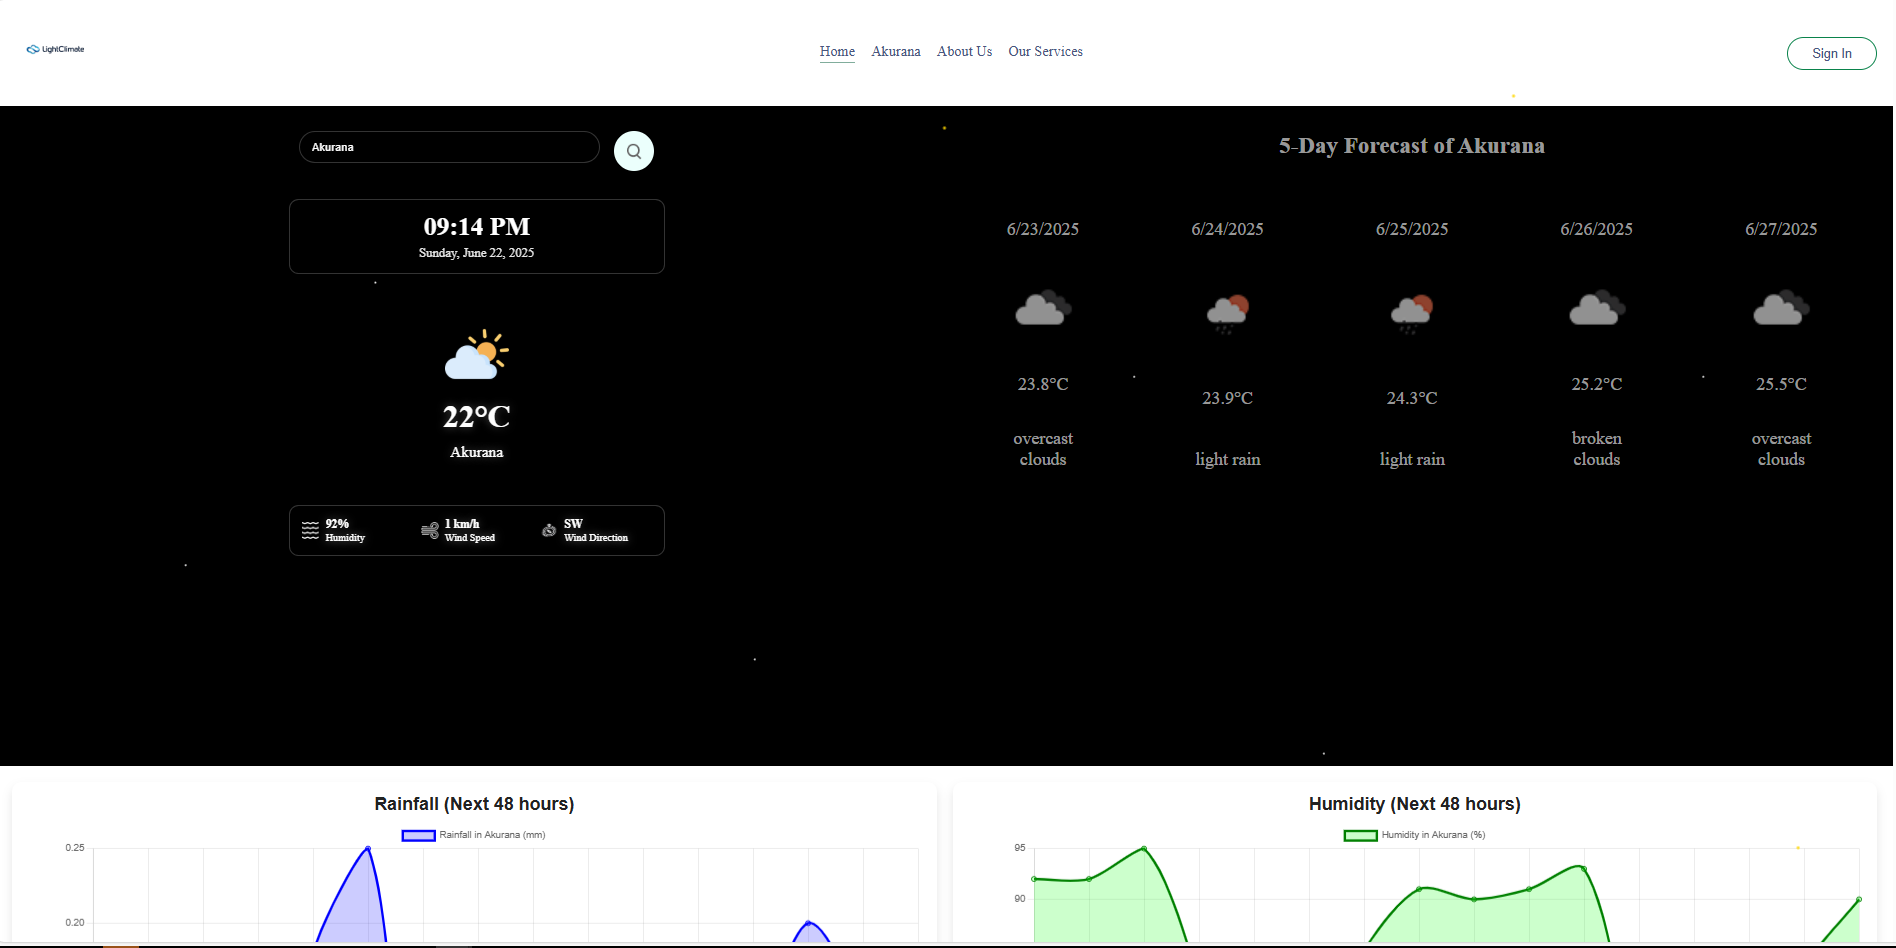 LightClimate
Home Akurana About Us Our Services
Sign In
Akurana
09:14 PM
Sunday, June 22, 2025
22°C
Akurana
92%
Humidity
1 km/h
Wind Speed
SW
Wind Direction
5-Day Forecast of Akurana
6/23/2025 6/24/2025 6/25/2025 6/26/2025 6/27/2025
23.8°C 23.9°C 24.3°C 25.2°C 25.5°C
overcast
clouds
light rain
light rain
broken
clouds
overcast
clouds
Rainfall (Next 48 hours)
Rainfall in Akurana (mm)
0.25
0.20
Humidity (Next 48 hours)
Humidity in Akurana (%)
95
90